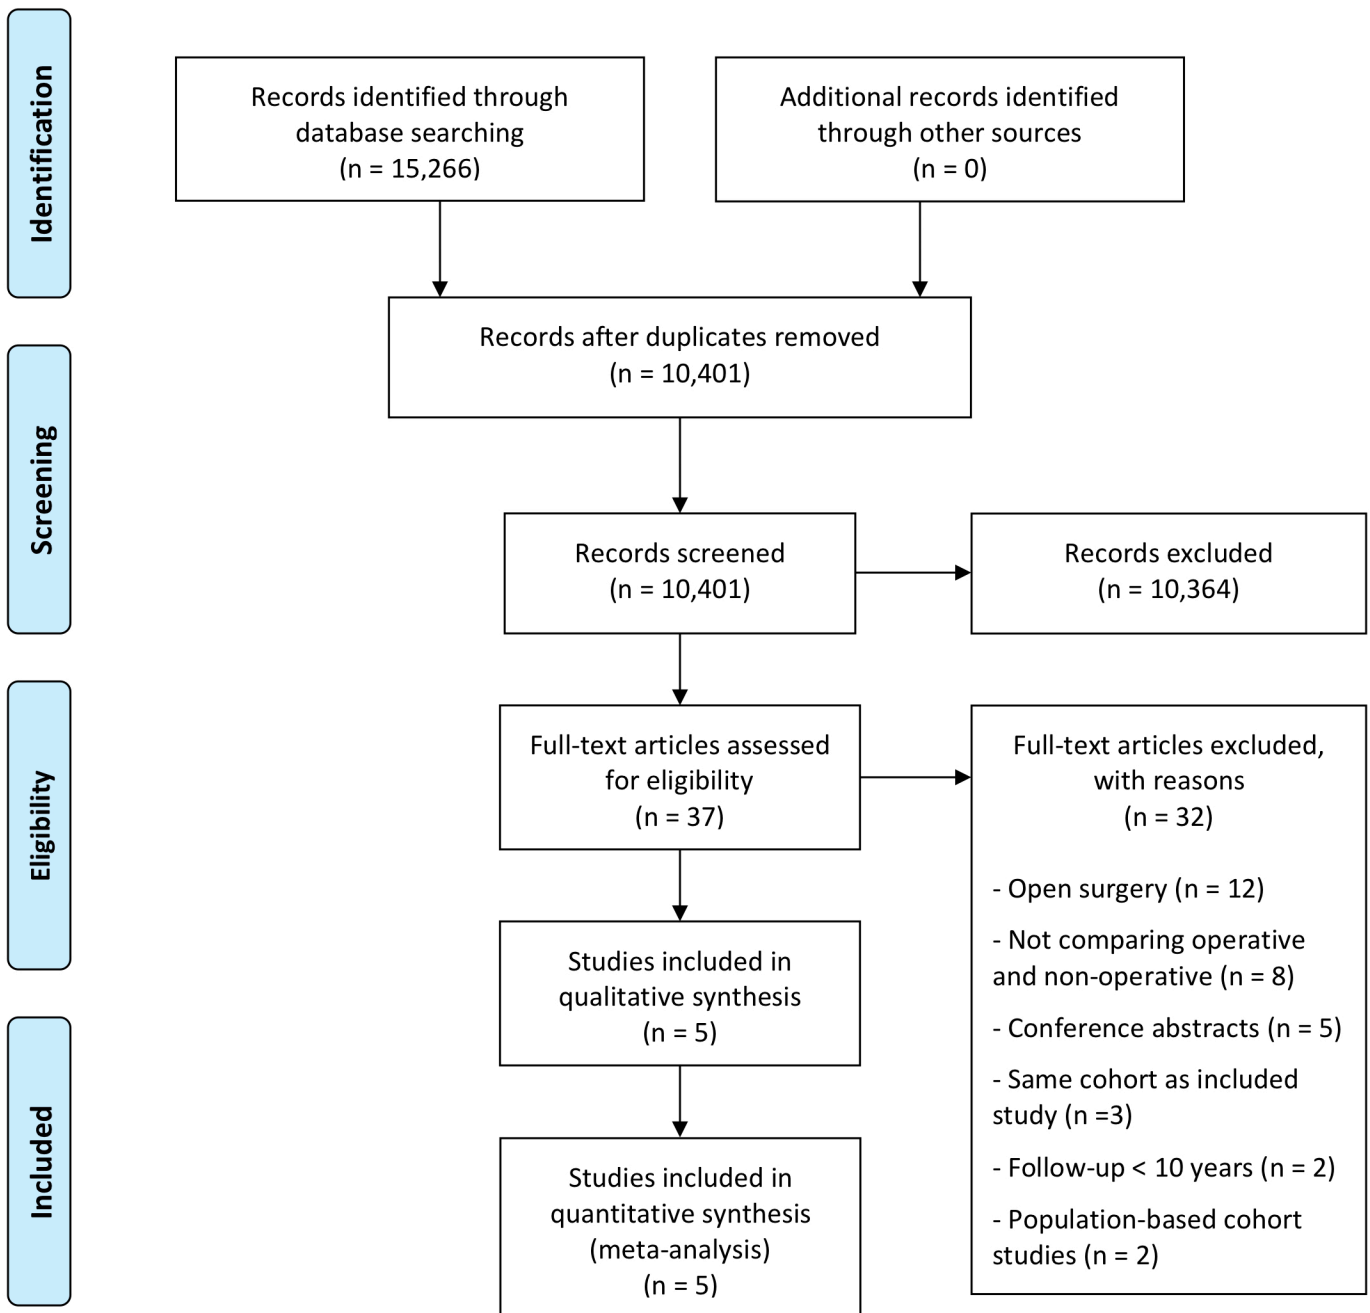 Identification
Records identified through
database searching
(n = 15,266)
Additional records identified
through other sources
(n = 0)
Records after duplicates removed
(n = 10,401)
Screening
Records screened
(n = 10,401)
Records excluded
(n = 10,364)
Eligibility
Full-text articles assessed
for eligibility
(n = 37)
Full-text articles excluded,
with reasons
(n = 32)
- Open surgery (n = 12)
- Not comparing operative
and non-operative (n = 8)
- Conference abstracts (n = 5)
- Same cohort as included
study (n =3)
- Follow-up < 10 years (n = 2)
- Population-based cohort
studies (n = 2)
Studies included in
qualitative synthesis
(n = 5)
Included
Studies included in
quantitative synthesis
(meta-analysis)
(n = 5)